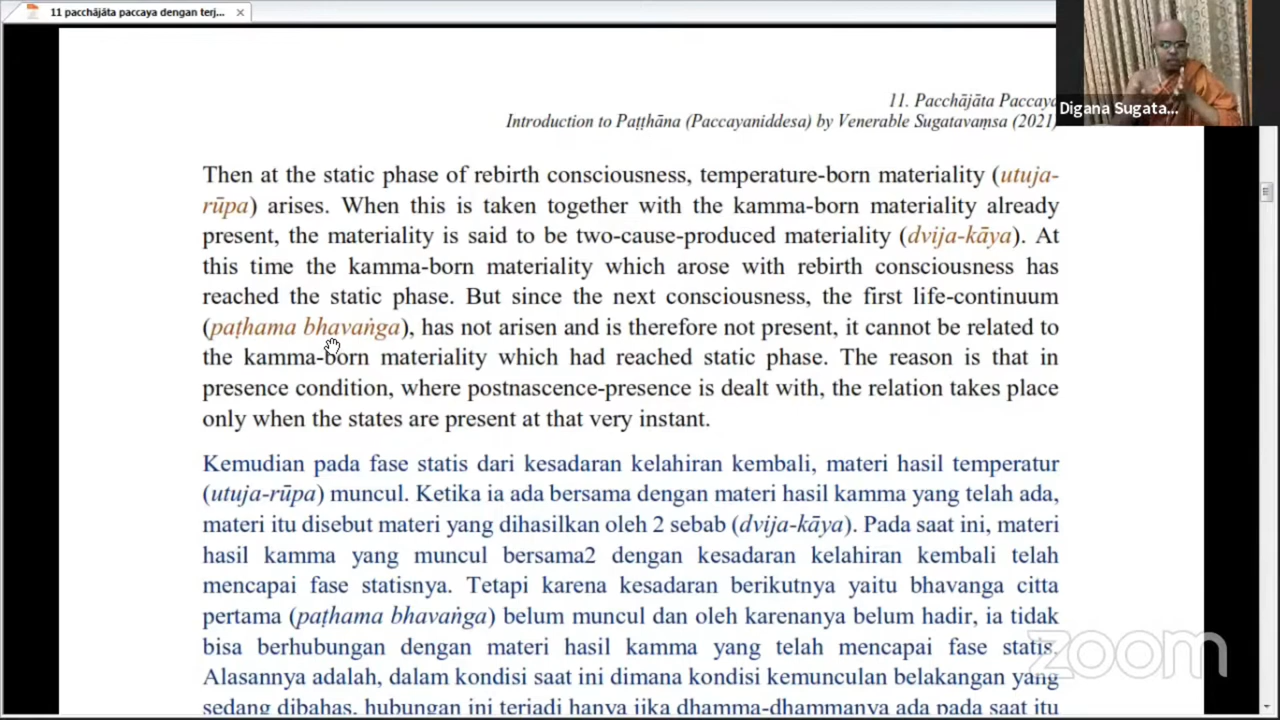 11 pacchājāta paccaya dengan terj...
11. Pacchājāta Paccaya
Introduction to Paṭṭhāna (Paccayaniddesa) by Venerable Sugatavaṃsa (2021)
Digana Sugata...
Then at the static phase of rebirth consciousness, temperature-born materiality (utuja-
rūpa) arises. When this is taken together with the kamma-born materiality already
present, the materiality is said to be two-cause-produced materiality (dvija-kāya). At
this time the kamma-born materiality which arose with rebirth consciousness has
reached the static phase. But since the next consciousness, the first life-continuum
(paṭhama bhavaṅga), has not arisen and is therefore not present, it cannot be related to
the kamma-born materiality which had reached static phase. The reason is that in
presence condition, where postnascence-presence is dealt with, the relation takes place
only when the states are present at that very instant.
Kemudian pada fase statis dari kesadaran kelahiran kembali, materi hasil temperatur
(utuja-rūpa) muncul. Ketika ia ada bersama dengan materi hasil kamma yang telah ada,
materi itu disebut materi yang dihasilkan oleh 2 sebab (dvija-kāya). Pada saat ini, materi
hasil kamma yang muncul bersama2 dengan kesadaran kelahiran kembali telah
mencapai fase statisnya. Tetapi karena kesadaran berikutnya yaitu bhavanga citta
pertama (paṭhama bhavaṅga) belum muncul dan oleh karenanya belum hadir, ia tidak
bisa berhubungan dengan materi hasil kamma yang telah mencapai fase statis.
Alasannya adalah, dalam kondisi saat ini dimana kondisi kemunculan belakangan yang
sedang dibahas, hubungan ini terjadi hanya jika dhamma-dhammanya ada pada saat itu
zoom